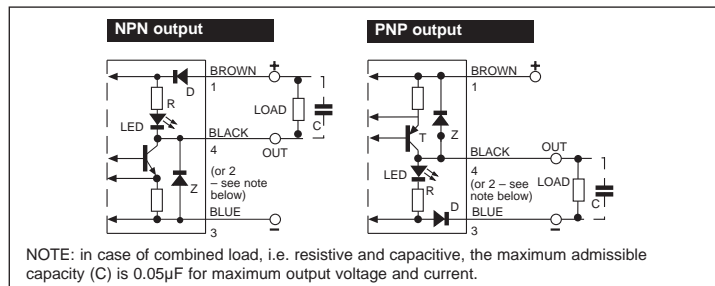 NPN output
PNP output
BROWN
+
1
D
R
LED
LOAD
C
BLACK
4
OUT
(or 2
– see note
below)
Z
BLUE
–
3
BROWN
+
1
T
Z
BLACK
OUT
4
(or 2 – see
note below)
LED
R
D
LOAD
C
BLUE
–
3
NOTE: in case of combined load, i.e. resistive and capacitive, the maximum admissible
capacity (C) is 0.05µF for maximum output voltage and current.